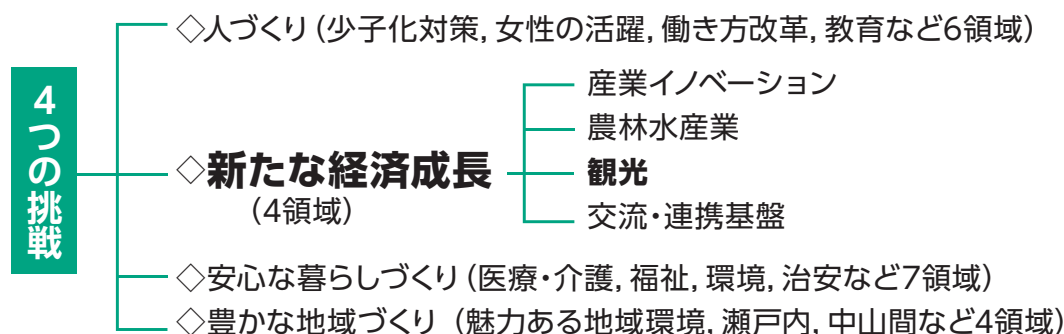 4つの挑戦
◇人づくり(少子化対策, 女性の活躍, 働き方改革, 教育など6領域)
◇新たな経済成長
(4領域)
産業イノベーション
農林水産業
観光
交流・連携基盤
◇安心な暮らしづくり(医療・介護, 福祉, 環境, 治安など7領域)
◇豊かな地域づくり (魅力ある地域環境, 瀬戸内, 中山間など4領域